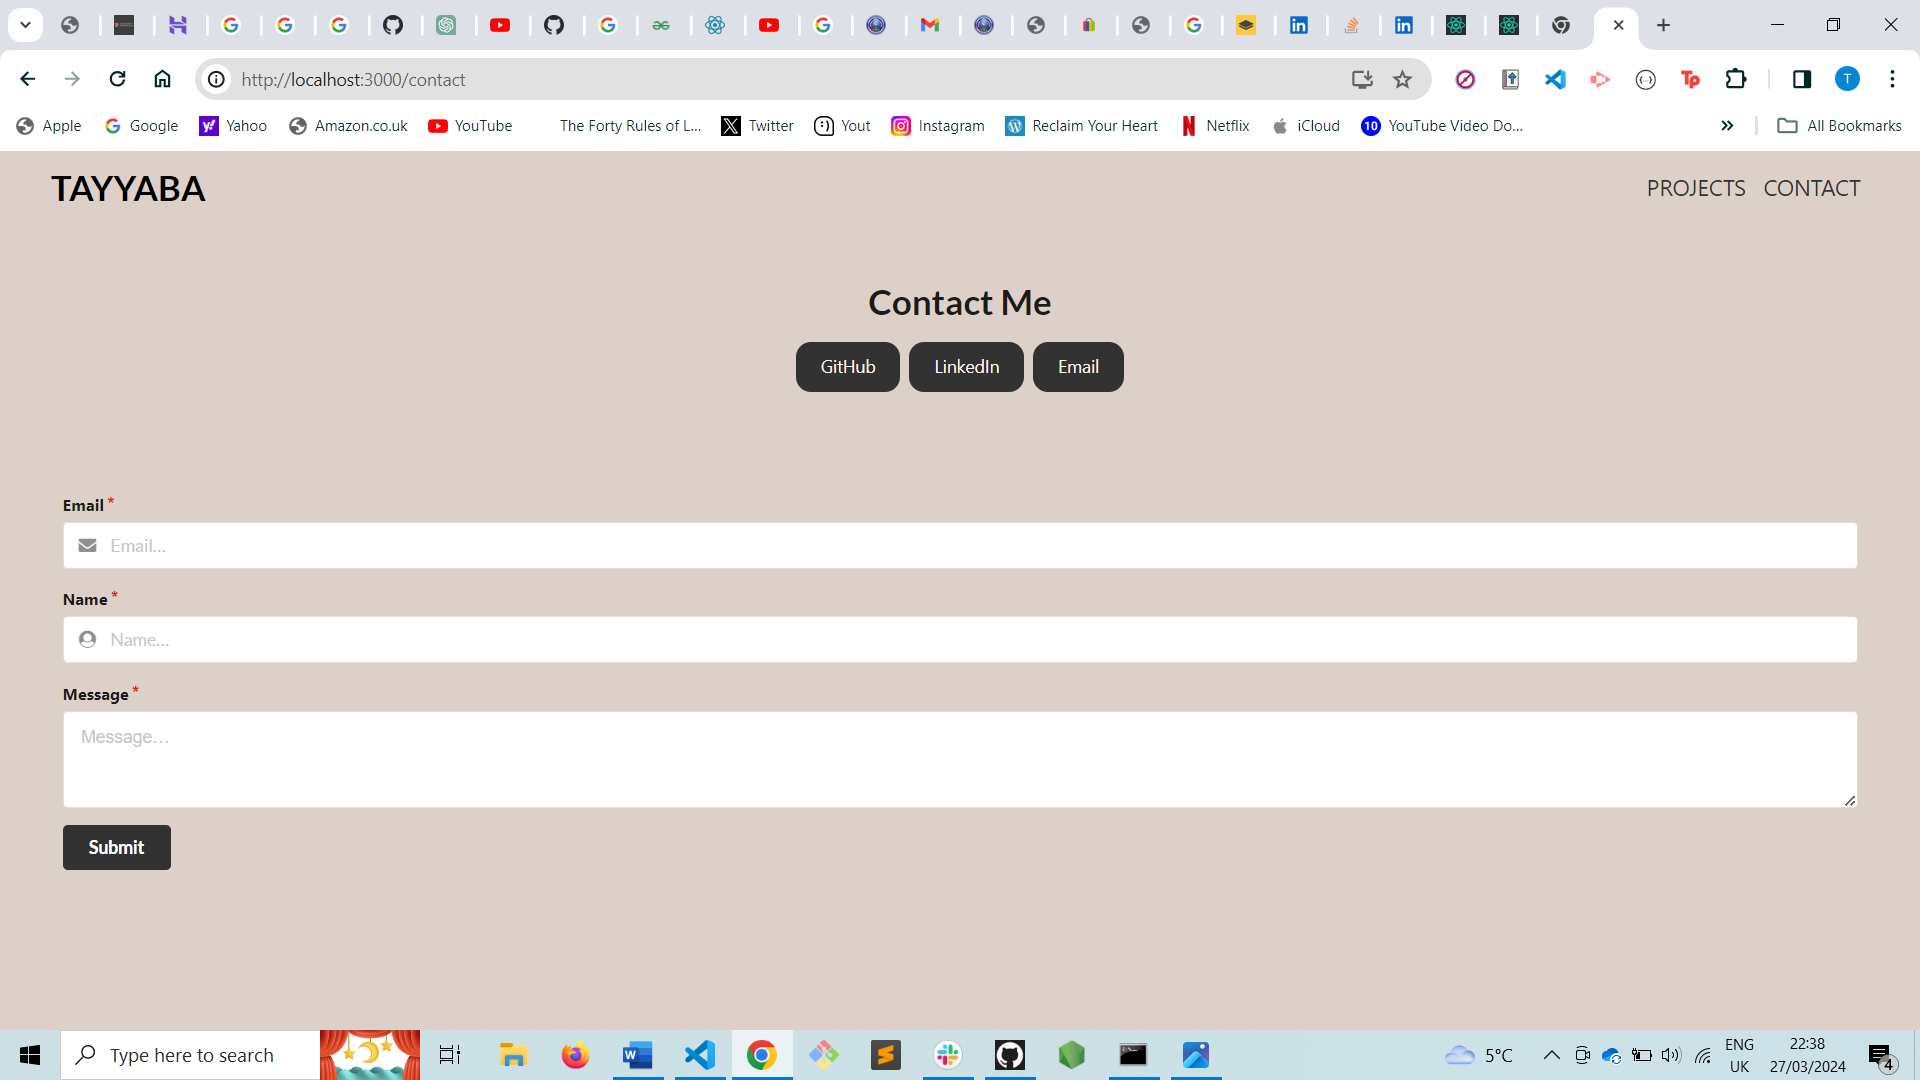 http://localhost:3000/contact
T
Apple Google Yahoo Amazon.co.uk YouTube The Forty Rules of L... Twitter Yout Instagram Reclaim Your Heart Netflix iCloud 10 YouTube Video Do... » All Bookmarks
TAYYABA PROJECTS CONTACT
Contact Me
GitHub LinkedIn Email
Email *
Email...
Name *
Name...
Message *
Message...
Submit
Type here to search
5°C
ENG
UK
22:38
27/03/2024
4